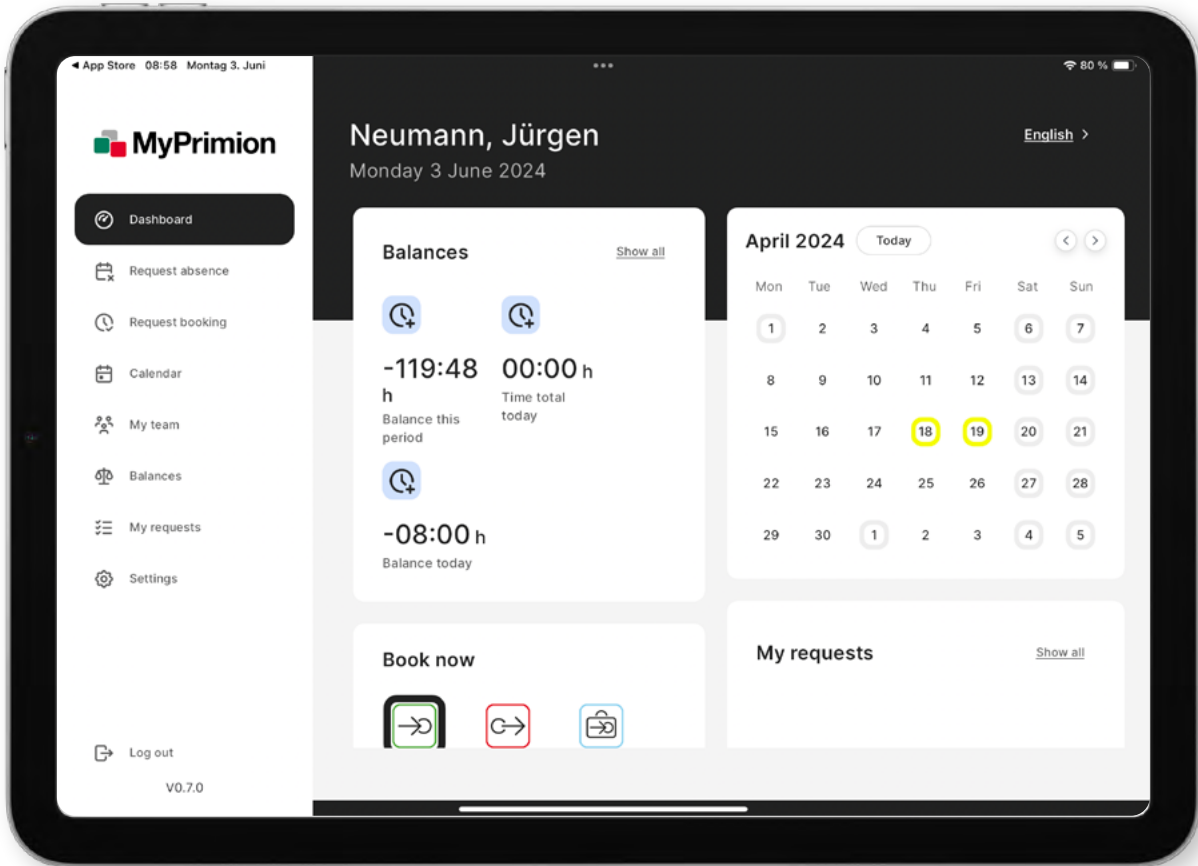 ◄ App Store 08:58 Montag 3. Juni
80 %
MyPrimion
Dashboard
Request absence
Request booking
Calendar
My team
Balances
My requests
Settings
Log out
V0.7.0
Neumann, Jürgen
Monday 3 June 2024
English >
Balances
Show all
-119:48 h
Balance this period
00:00 h
Time total today
-08:00 h
Balance today
April 2024
Today
< >
Mon Tue Wed Thu Fri Sat Sun
1 2 3 4 5 6 7
8 9 10 11 12 13 14
15 16 17 18 19 20 21
22 23 24 25 26 27 28
29 30 1 2 3 4 5
Book now
My requests
Show all